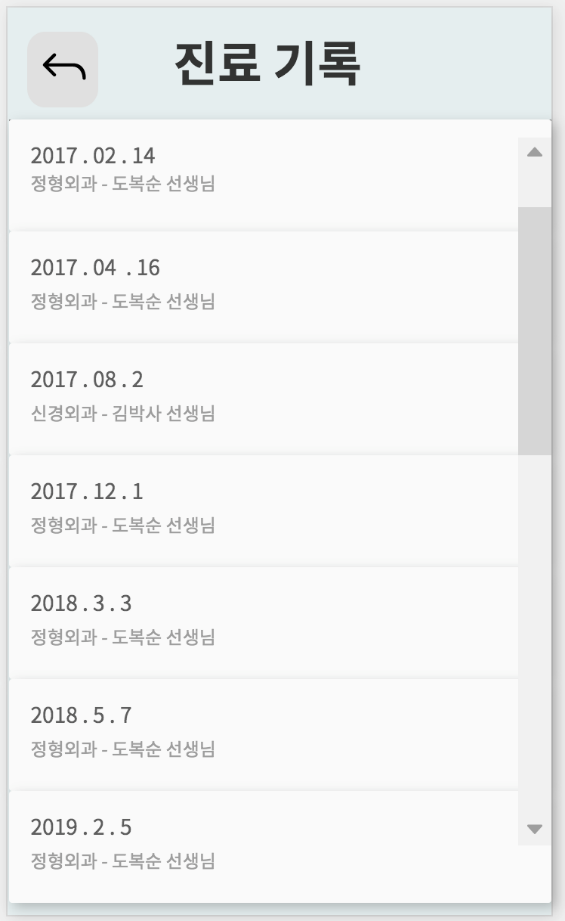 진료 기록
2017.02.14
정형외과 - 도복순 선생님
2017.04 .16
정형외과 - 도복순 선생님
2017.08.2
신경외과 - 김박사 선생님
2017.12.1
정형외과 - 도복순 선생님
2018.3.3
정형외과 - 도복순 선생님
2018.5.7
정형외과 - 도복순 선생님
2019.2.5
정형외과 - 도복순 선생님